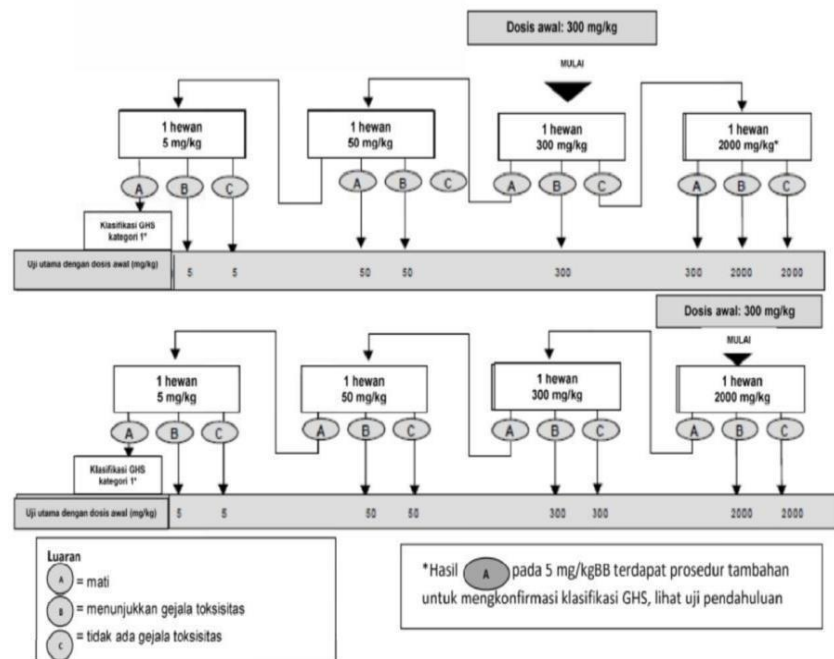 Dosis awal: 300 mg/kg
MULAI
1 hewan
5 mg/kg
1 hewan
50 mg/kg
1 hewan
300 mg/kg
1 hewan
2000 mg/kg*
A B C A B C A B C A B C
Klasifikasi GHS
kategori 1*
Uji utama dengan dosis awal (mg/kg) 5 5 50 50 300 300 2000 2000
Dosis awal: 300 mg/kg
MULAI
1 hewan
5 mg/kg
1 hewan
50 mg/kg
1 hewan
300 mg/kg
1 hewan
2000 mg/kg
A B C A B C A B C A B C
Klasifikasi GHS
kategori 1*
Uji utama dengan dosis awal (mg/kg) 5 5 50 50 300 300 2000 2000
Luaran
A = mati
B = menunjukkan gejala toksisitas
C = tidak ada gejala toksisitas
*Hasil A pada 5 mg/kgBB terdapat prosedur tambahan
untuk mengkonfirmasi klasifikasi GHS, lihat uji pendahuluan